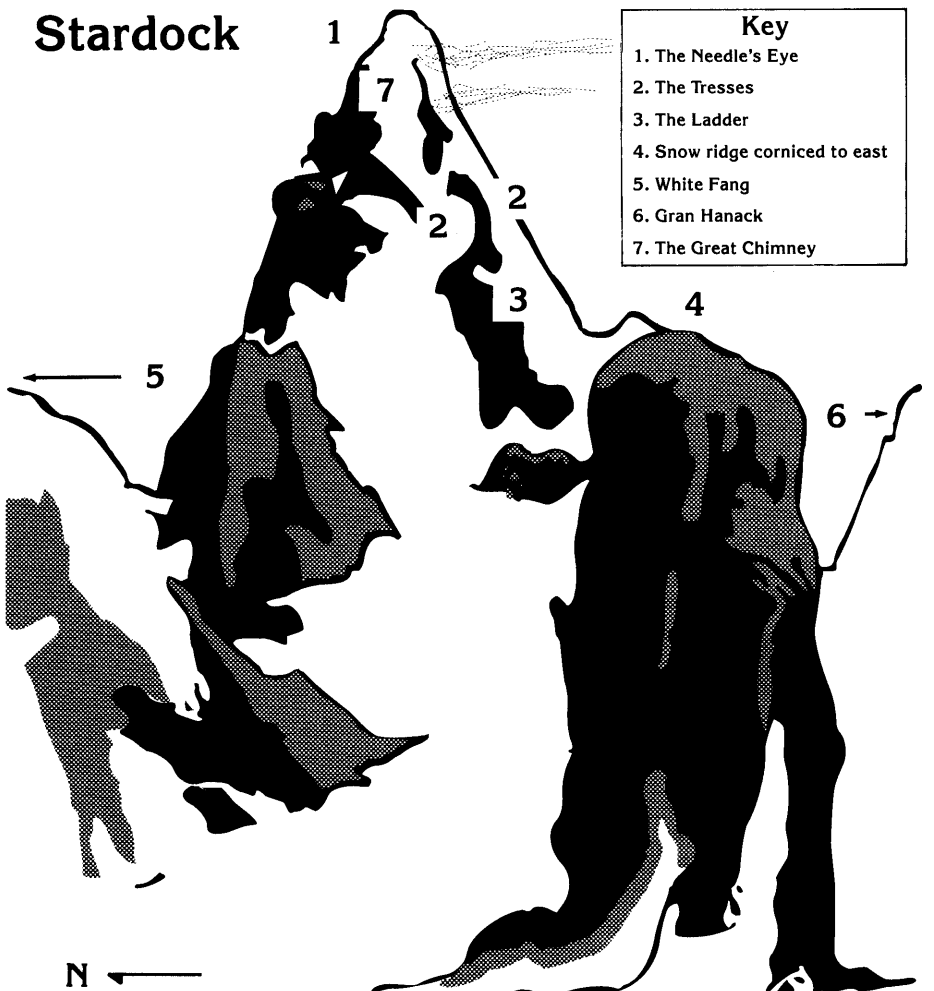 Stardock
1
Key
1. The Needle's Eye
2. The Tresses
3. The Ladder
4. Snow ridge corniced to east
5. White Fang
6. Gran Hanack
7. The Great Chimney
7
2
2
3
4
5
6
N